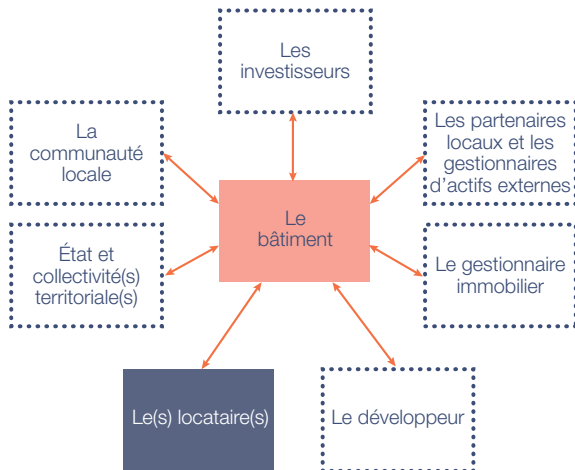 Les
investisseurs
La
communauté
locale
Les partenaires
locaux et les
gestionnaires
d'actifs externes
Le
bâtiment
État et
collectivité(s)
territoriale(s)
Le gestionnaire
immobilier
Le(s) locataire(s)
Le développeur